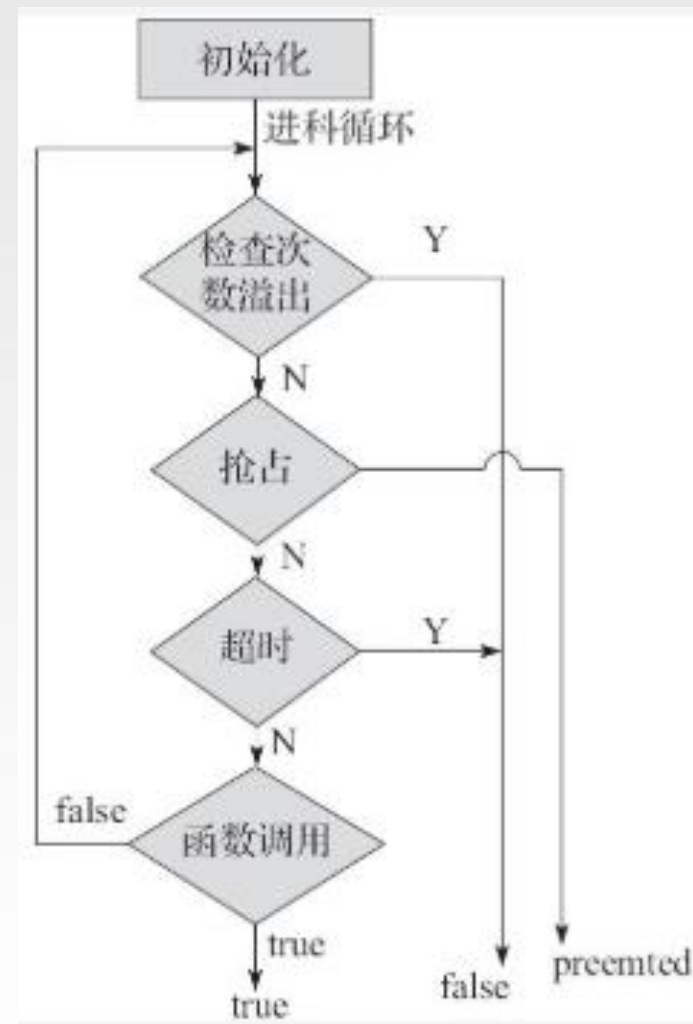 初始化
进科循环
检查次
数溢出
Y
N
抢占
N
超时
Y
N
函数调用
false
true
true
false
preemted